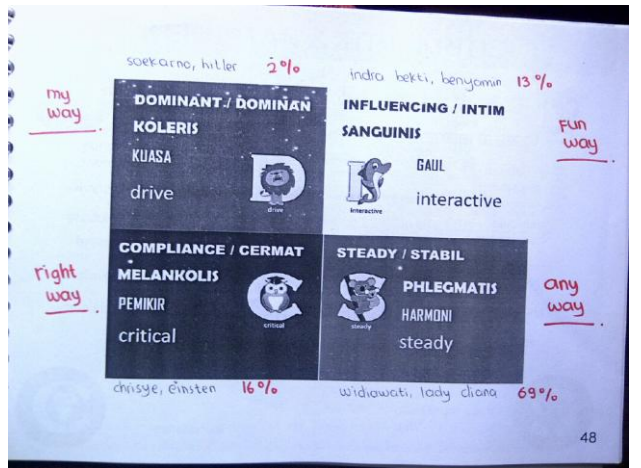 soekarno, hitler 2%
indra bekti, benyamin 13%
my
way
DOMINANT / DOMINAN
KOLERIS
KUASA
drive
D
drive
INFLUENCING / INTIM
SANGUINIS
GAUL
interactive
I
Interactive
Fun
way
right
way
COMPLIANCE / CERMAT
MELANKOLIS
PEMIKIR
critical
C
critical
STEADY / STABIL
PHLEGMATIS
HARMONI
steady
S
steady
any
way
chrisye, einsten 16%
widiawati, lady diana 69%
48